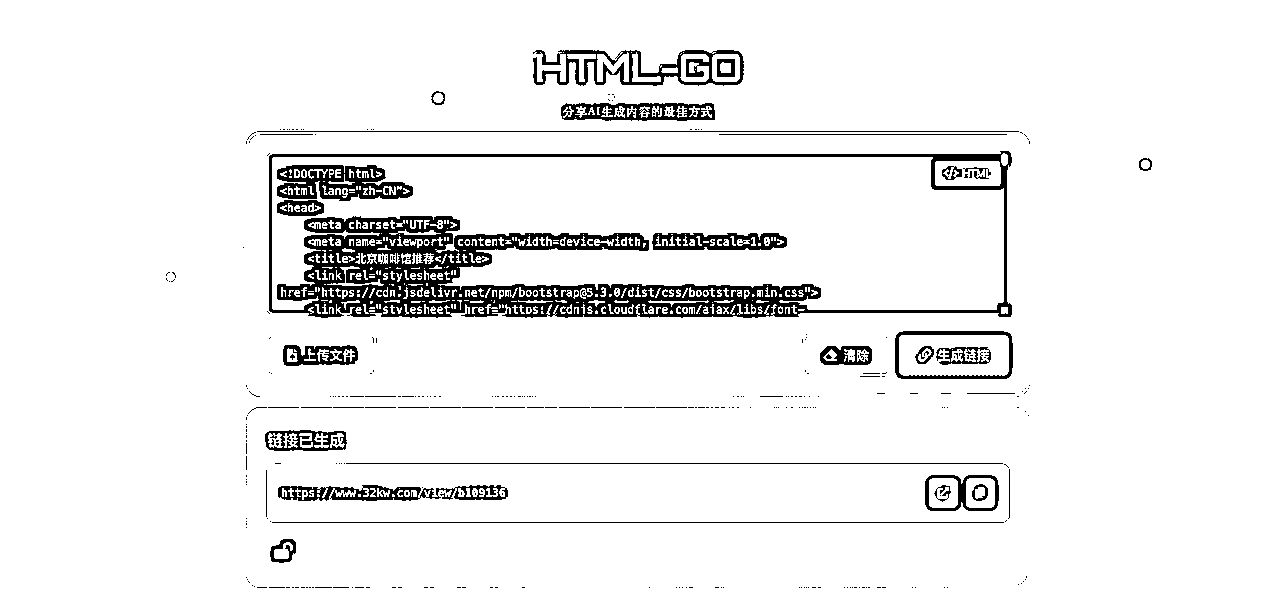 HTML-GO
分享AI生成内容的最佳方式
</> HTML
<!DOCTYPE html>
<html lang="zh-CN">
<head>
<meta charset="UTF-8">
<meta name="viewport" content="width=device-width, initial-scale=1.0">
<title>北京咖啡馆推荐</title>
<link rel="stylesheet"
href="https://cdn.jsdelivr.net/npm/bootstrap@5.3.0/dist/css/bootstrap.min.css">
<link rel="stylesheet" href="https://cdnjs.cloudflare.com/ajax/libs/font-
上传文件
清除
生成链接
链接已生成
https://www.32kw.com/view/b109136